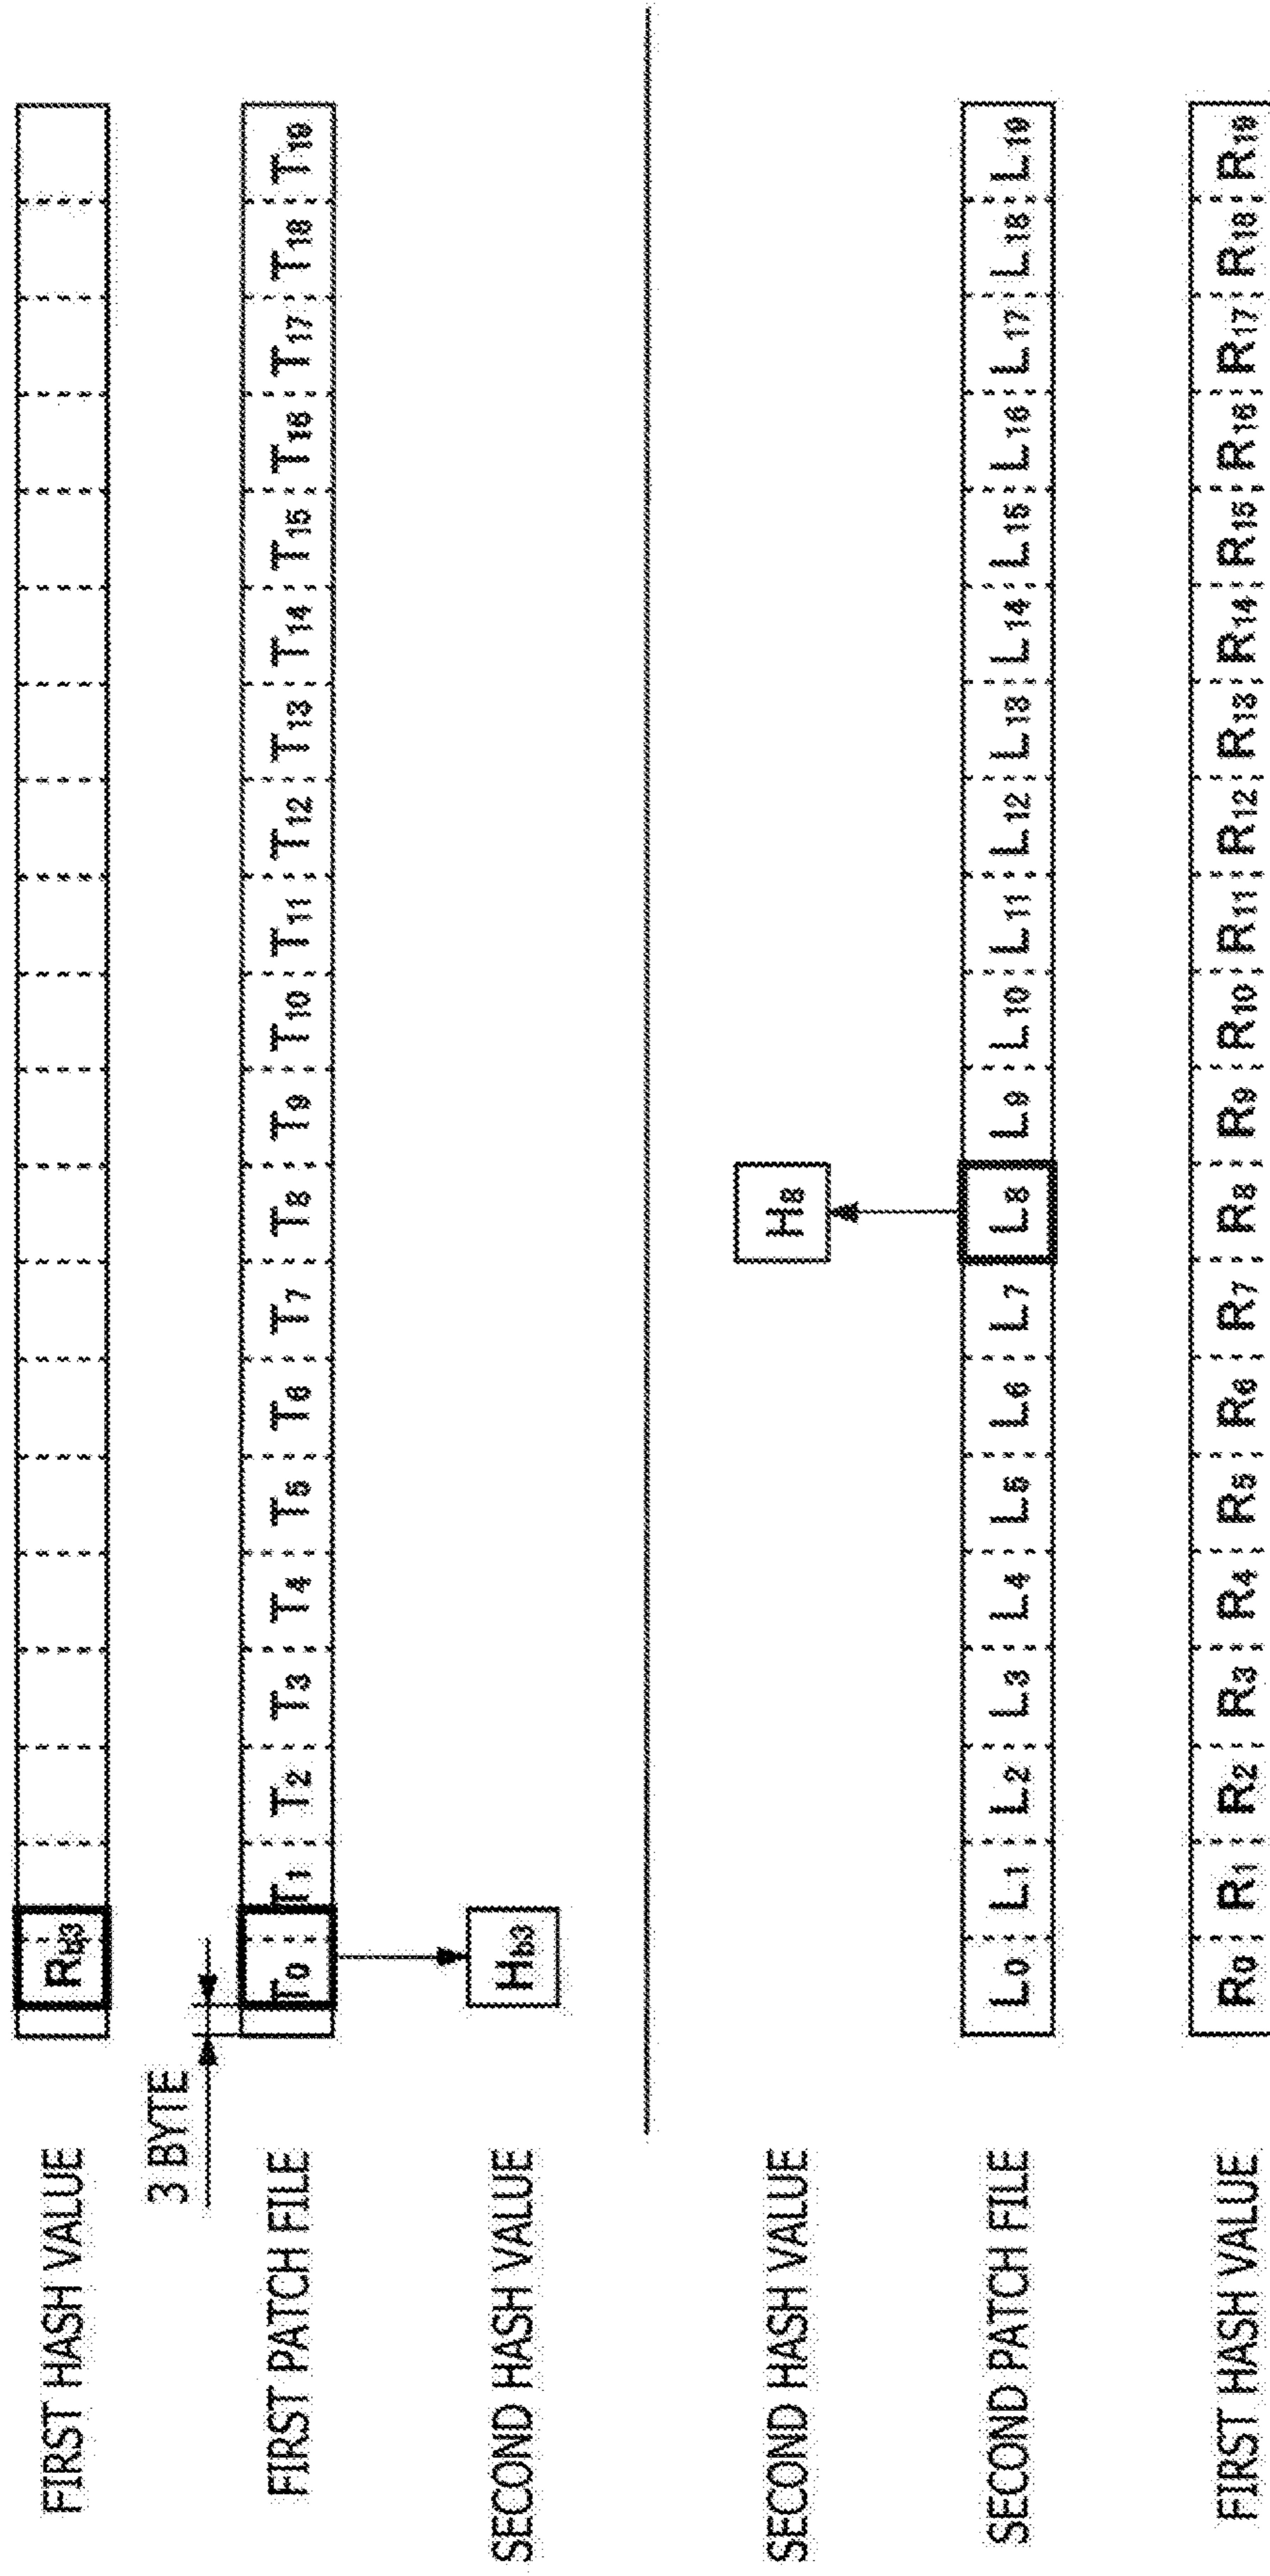 FIRST HASH VALUE Rb3
3 BYTE
FIRST PATCH FILE T0 T1 T2 T3 T4 T5 T6 T7 T8 T9 T10 T11 T12 T13 T14 T15 T16 T17 T18 T19
SECOND HASH VALUE Hb3
SECOND HASH VALUE H8
SECOND PATCH FILE L0 L1 L2 L3 L4 L5 L6 L7 L8 L9 L10 L11 L12 L13 L14 L15 L16 L17 L18 L19
FIRST HASH VALUE R0 R1 R2 R3 R4 R5 R6 R7 R8 R9 R10 R11 R12 R13 R14 R15 R16 R17 R18 R19